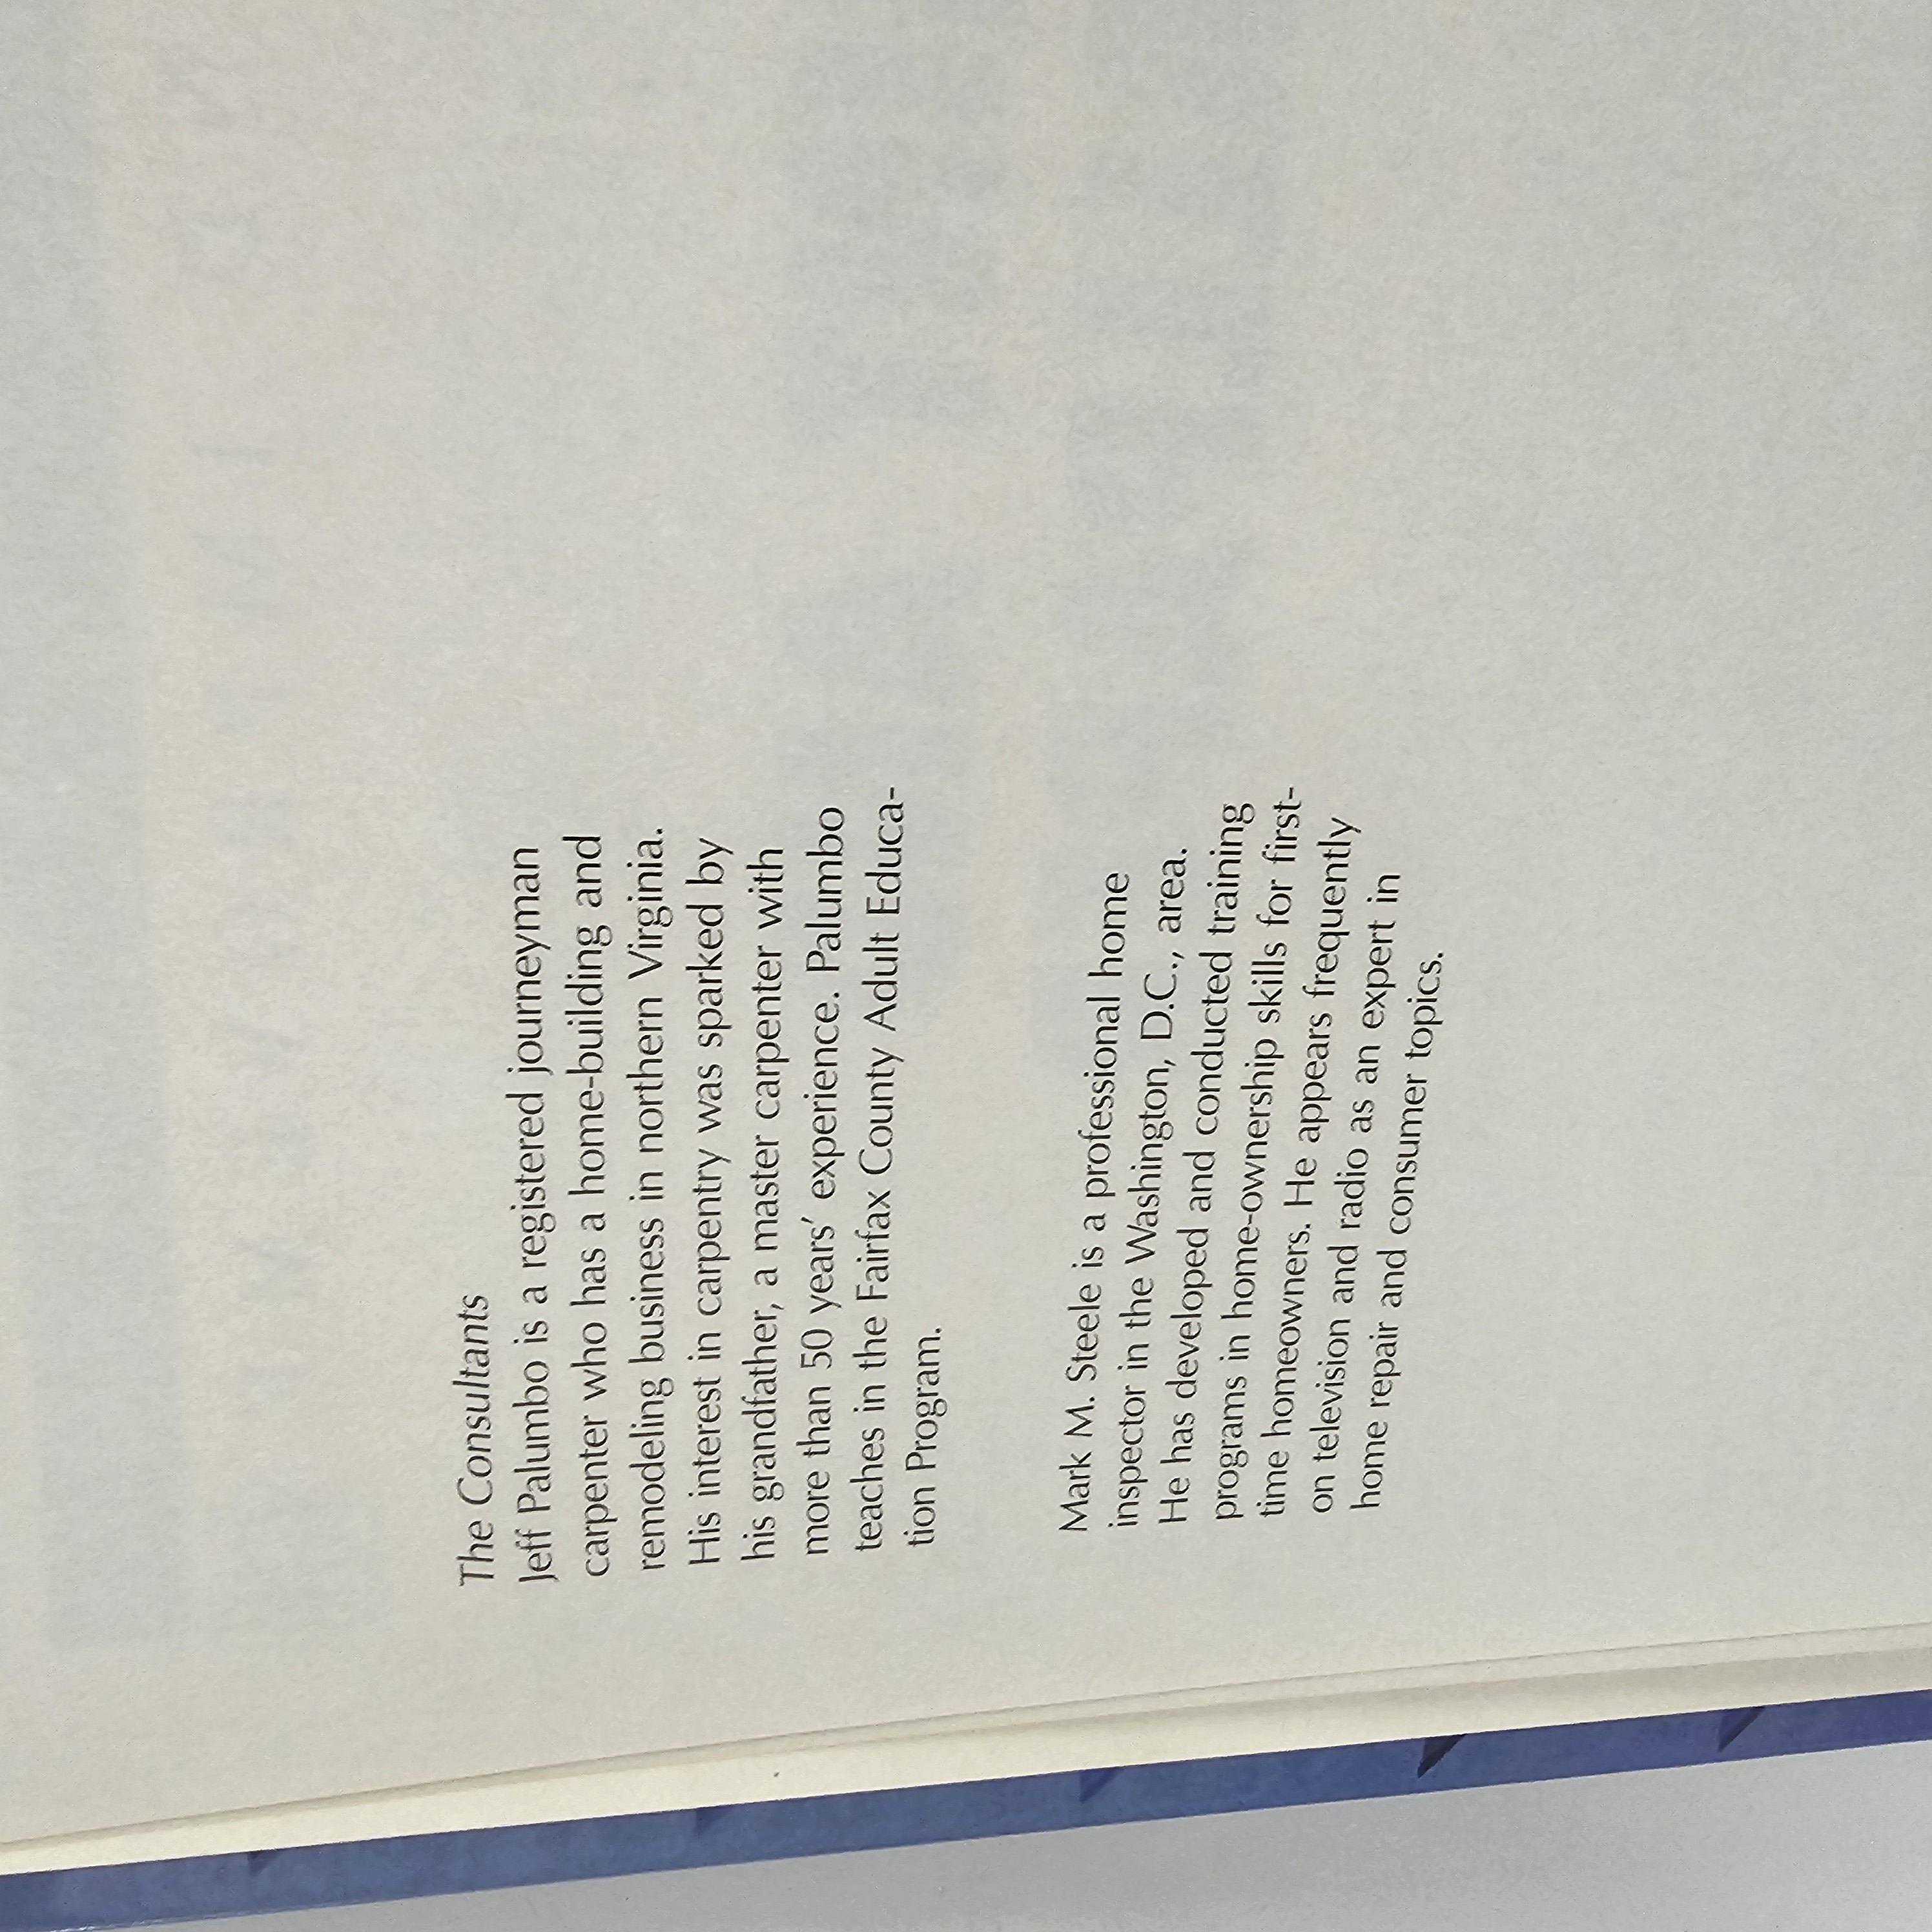 The Consultants
Jeff Palumbo is a registered journeyman
carpenter who has a home-building and
remodeling business in northern Virginia.
His interest in carpentry was sparked by
his grandfather, a master carpenter with
more than 50 years' experience. Palumbo
teaches in the Fairfax County Adult Educa-
tion Program.
Mark M. Steele is a professional home
inspector in the Washington, D.C., area.
He has developed and conducted training
programs in home-ownership skills for first-
time homeowners. He appears frequently
on television and radio as an expert in
home repair and consumer topics.